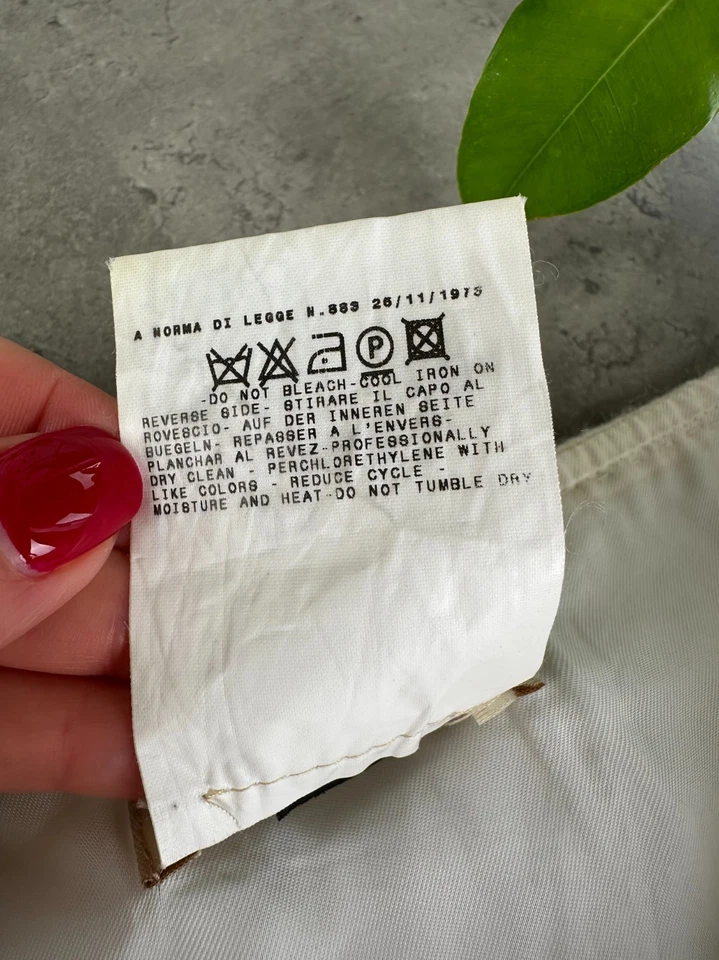 A NORMA DI LEGGE N.883 26/11/1973
P
-DO NOT BLEACH-COOL IRON ON
REVERSE SIDE- STIRARE IL CAPO AL
ROVESCIO- AUF DER INNEREN SEITE
BUEGELN- REPASSER A L'ENVERS-
PLANCHAR AL REVEZ-PROFESSIONALLY
DRY CLEAN - PERCHLORETHYLENE WITH
LIKE COLORS - REDUCE CYCLE -
MOISTURE AND HEAT-DO NOT TUMBLE DRY